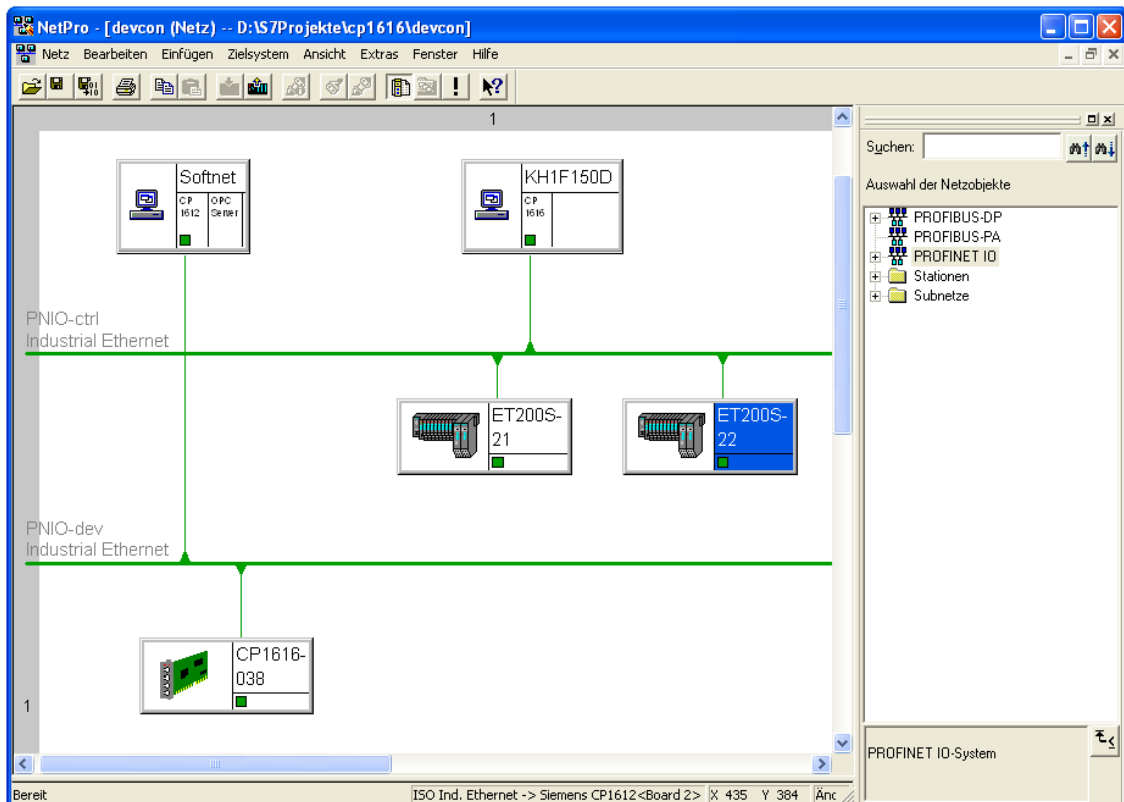 NetPro - [devcon (Netz) -- D:\S7Projekte\cp1616\devcon]
Netz Bearbeiten Einfügen Zielsystem Ansicht Extras Fenster Hilfe
1
Softnet
CP 1612
OPC Server
KH1F150D
CP 1616
PNIO-ctrl
Industrial Ethernet
ET200S-
21
ET200S-
22
PNIO-dev
Industrial Ethernet
CP1616-
038
1
Suchen:
Auswahl der Netzobjekte
PROFIBUS-DP
PROFIBUS-PA
PROFINET IO
Stationen
Subnetze
PROFINET IO-System
Bereit
ISO Ind. Ethernet -> Siemens CP1612<Board 2> X 435 Y 384 Änc